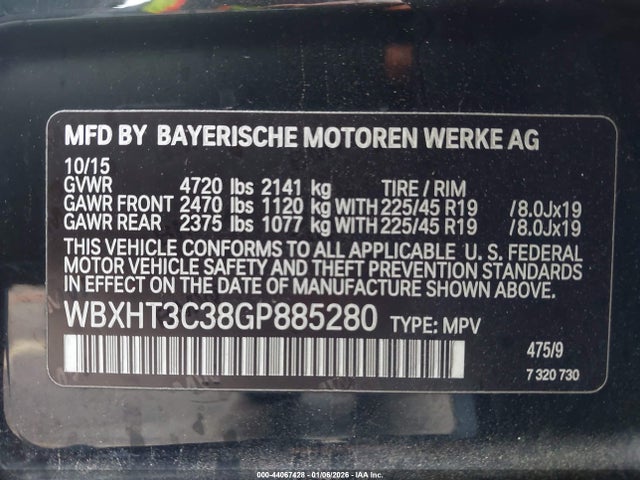 MFD BY BAYERISCHE MOTOREN WERKE AG
10/15
GVWR 4720 lbs 2141 kg TIRE / RIM
GAWR FRONT 2470 lbs 1120 kg WITH 225/45 R19 /8.0Jx19
GAWR REAR 2375 lbs 1077 kg WITH 225/45 R19 /8.0Jx19
THIS VEHICLE CONFORMS TO ALL APPLICABLE U. S. FEDERAL
MOTOR VEHICLE SAFETY AND THEFT PREVENTION STANDARDS
IN EFFECT ON THE DATE OF MANUFACTURE SHOWN ABOVE.
WBXHT3C38GP885280 TYPE: MPV
475/9
7 320 730
000-44067428 - 01/06/2026 - IAA Inc.